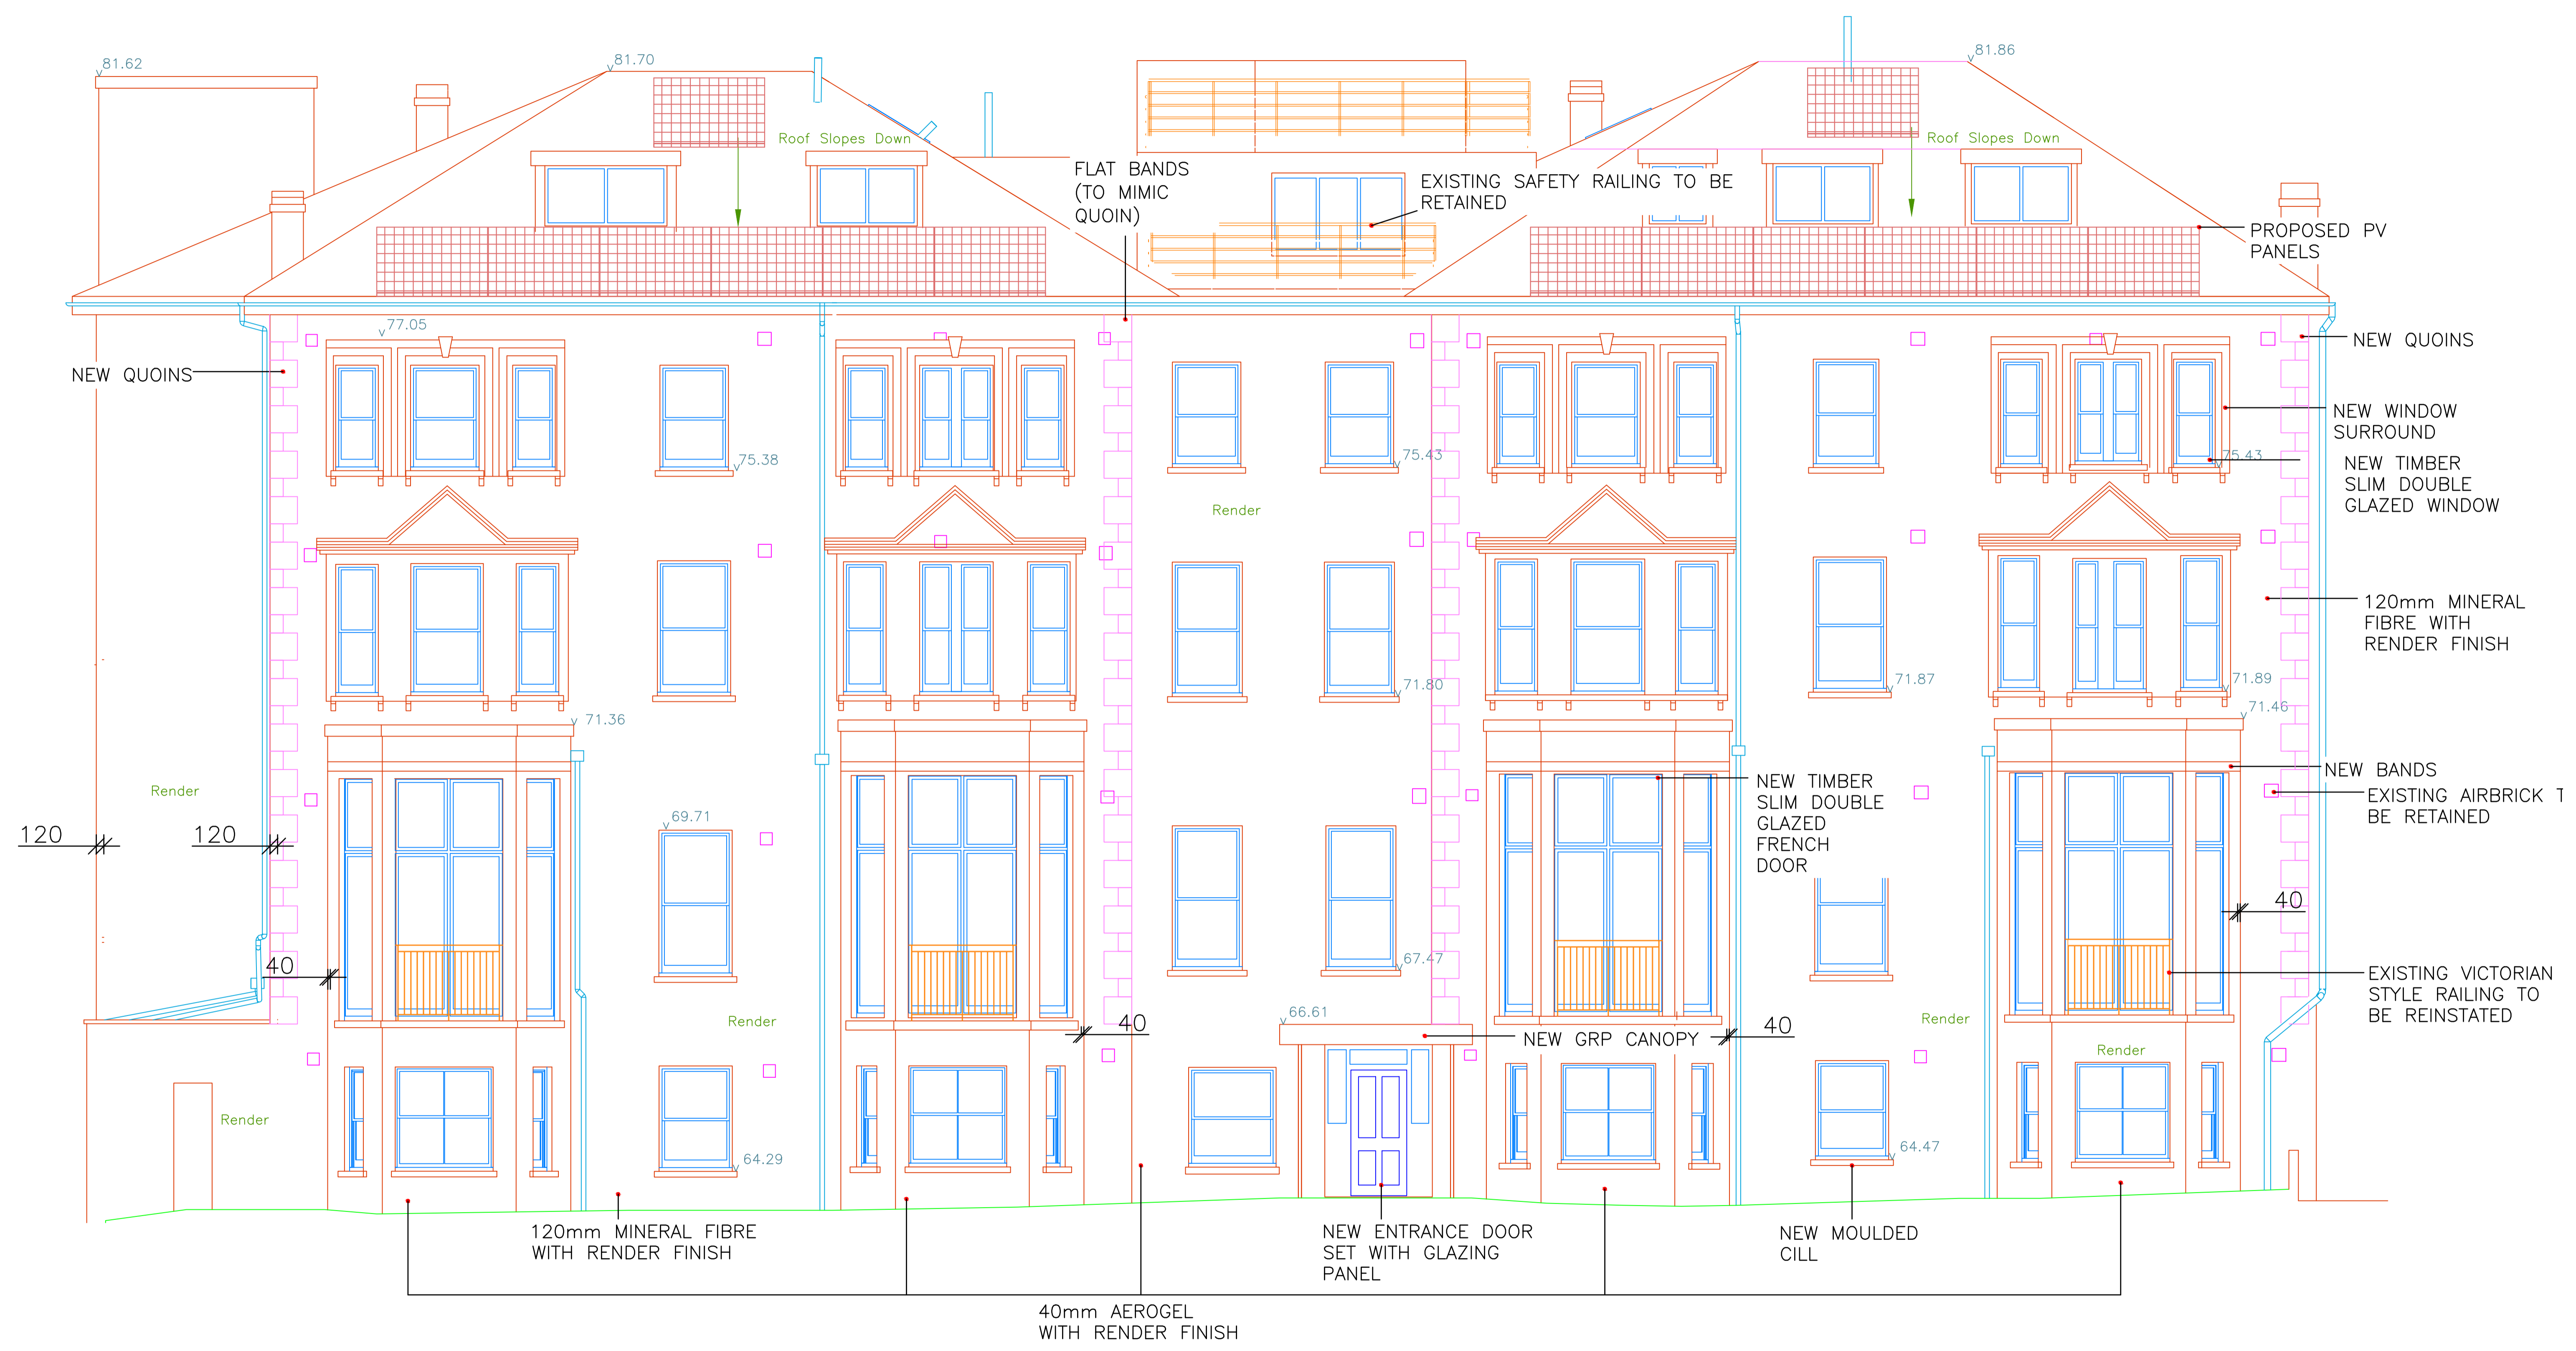 81.62
81.70
81.86
Roof Slopes Down
Roof Slopes Down
FLAT BANDS
(TO MIMIC
QUOIN)
EXISTING SAFETY RAILING TO BE
RETAINED
PROPOSED PV
PANELS
77.05
NEW QUOINS
NEW QUOINS
NEW WINDOW
SURROUND
75.38
75.43
75.43
NEW TIMBER
SLIM DOUBLE
GLAZED WINDOW
Render
120mm MINERAL
FIBRE WITH
RENDER FINISH
71.80
71.87
71.89
71.36
71.46
NEW BANDS
Render
NEW TIMBER
SLIM DOUBLE
GLAZED
FRENCH
DOOR
EXISTING AIRBRICK T
BE RETAINED
69.71
120
120
40
67.47
40
EXISTING VICTORIAN
STYLE RAILING TO
BE REINSTATED
66.61
Render
40
NEW GRP CANOPY
40
Render
Render
Render
64.29
64.47
120mm MINERAL FIBRE
WITH RENDER FINISH
NEW ENTRANCE DOOR
SET WITH GLAZING
PANEL
NEW MOULDED
CILL
40mm AEROGEL
WITH RENDER FINISH